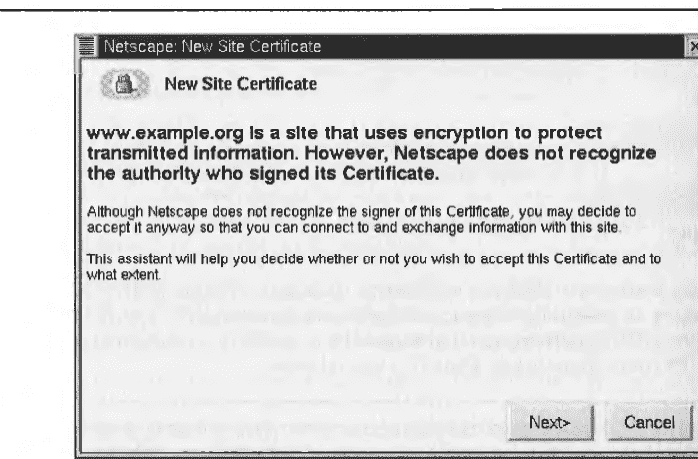 Netscape: New Site Certificate
New Site Certificate
www.example.org is a site that uses encryption to protect
transmitted information. However, Netscape does not recognize
the authority who signed its Certificate.
Although Netscape does not recognize the signer of this Certificate, you may decide to
accept it anyway so that you can connect to and exchange information with this site.
This assistant will help you decide whether or not you wish to accept this Certificate and to
what extent.
Next> Cancel